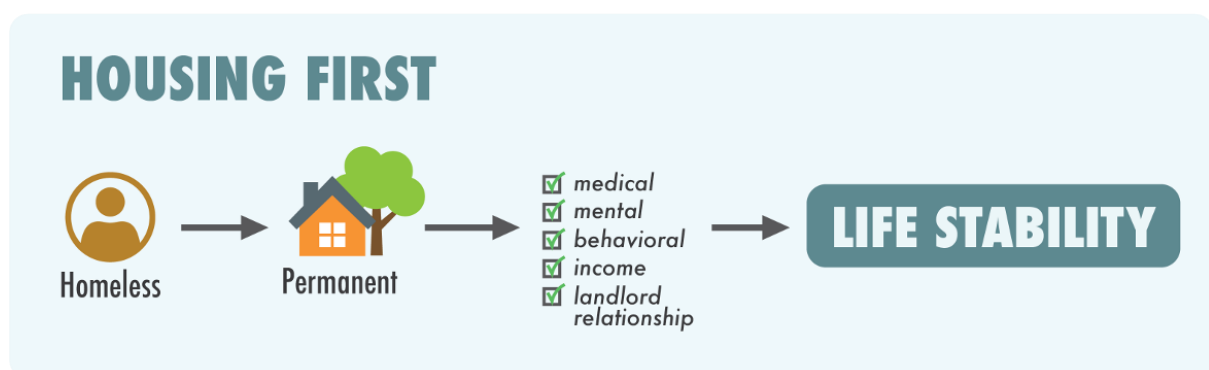 HOUSING FIRST
Homeless
Permanent
medical
mental
behavioral
income
landlord
relationship
LIFE STABILITY